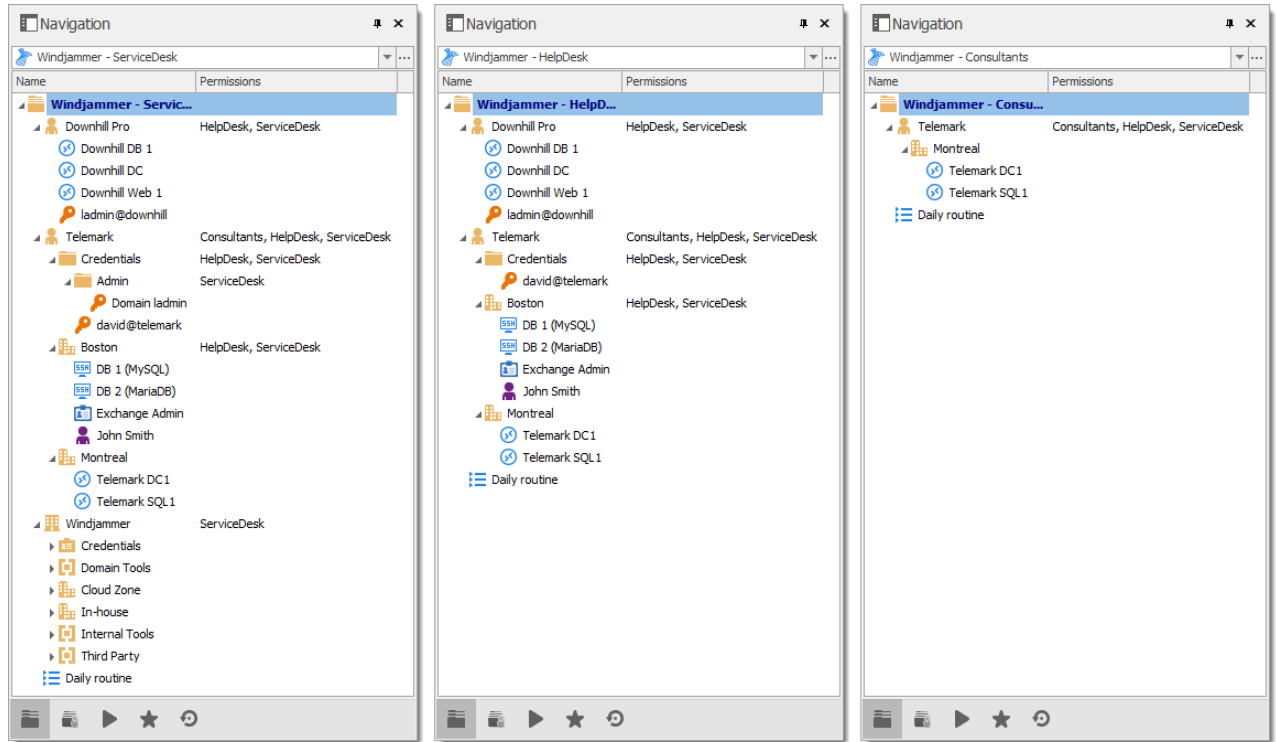 Navigation
Windjammer - ServiceDesk
Name Permissions
Windjammer - Servic...
Downhill Pro HelpDesk, ServiceDesk
Downhill DB 1
Downhill DC
Downhill Web 1
ladmin@downhill
Telemark Consultants, HelpDesk, ServiceDesk
Credentials HelpDesk, ServiceDesk
Admin ServiceDesk
Domain ladmin
david@telemark
Boston HelpDesk, ServiceDesk
SSH DB 1 (MySQL)
SSH DB 2 (MariaDB)
Exchange Admin
John Smith
Montreal
Telemark DC1
Telemark SQL1
Windjammer ServiceDesk
Credentials
Domain Tools
Cloud Zone
In-house
Internal Tools
Third Party
Daily routine
Navigation
Windjammer - HelpDesk
Name Permissions
Windjammer - HelpD...
Downhill Pro HelpDesk, ServiceDesk
Downhill DB 1
Downhill DC
Downhill Web 1
ladmin@downhill
Telemark Consultants, HelpDesk, ServiceDesk
Credentials HelpDesk, ServiceDesk
david@telemark
Boston HelpDesk, ServiceDesk
SSH DB 1 (MySQL)
SSH DB 2 (MariaDB)
Exchange Admin
John Smith
Montreal
Telemark DC1
Telemark SQL1
Daily routine
Navigation
Windjammer - Consultants
Name Permissions
Windjammer - Consu...
Telemark Consultants, HelpDesk, ServiceDesk
Montreal
Telemark DC1
Telemark SQL1
Daily routine